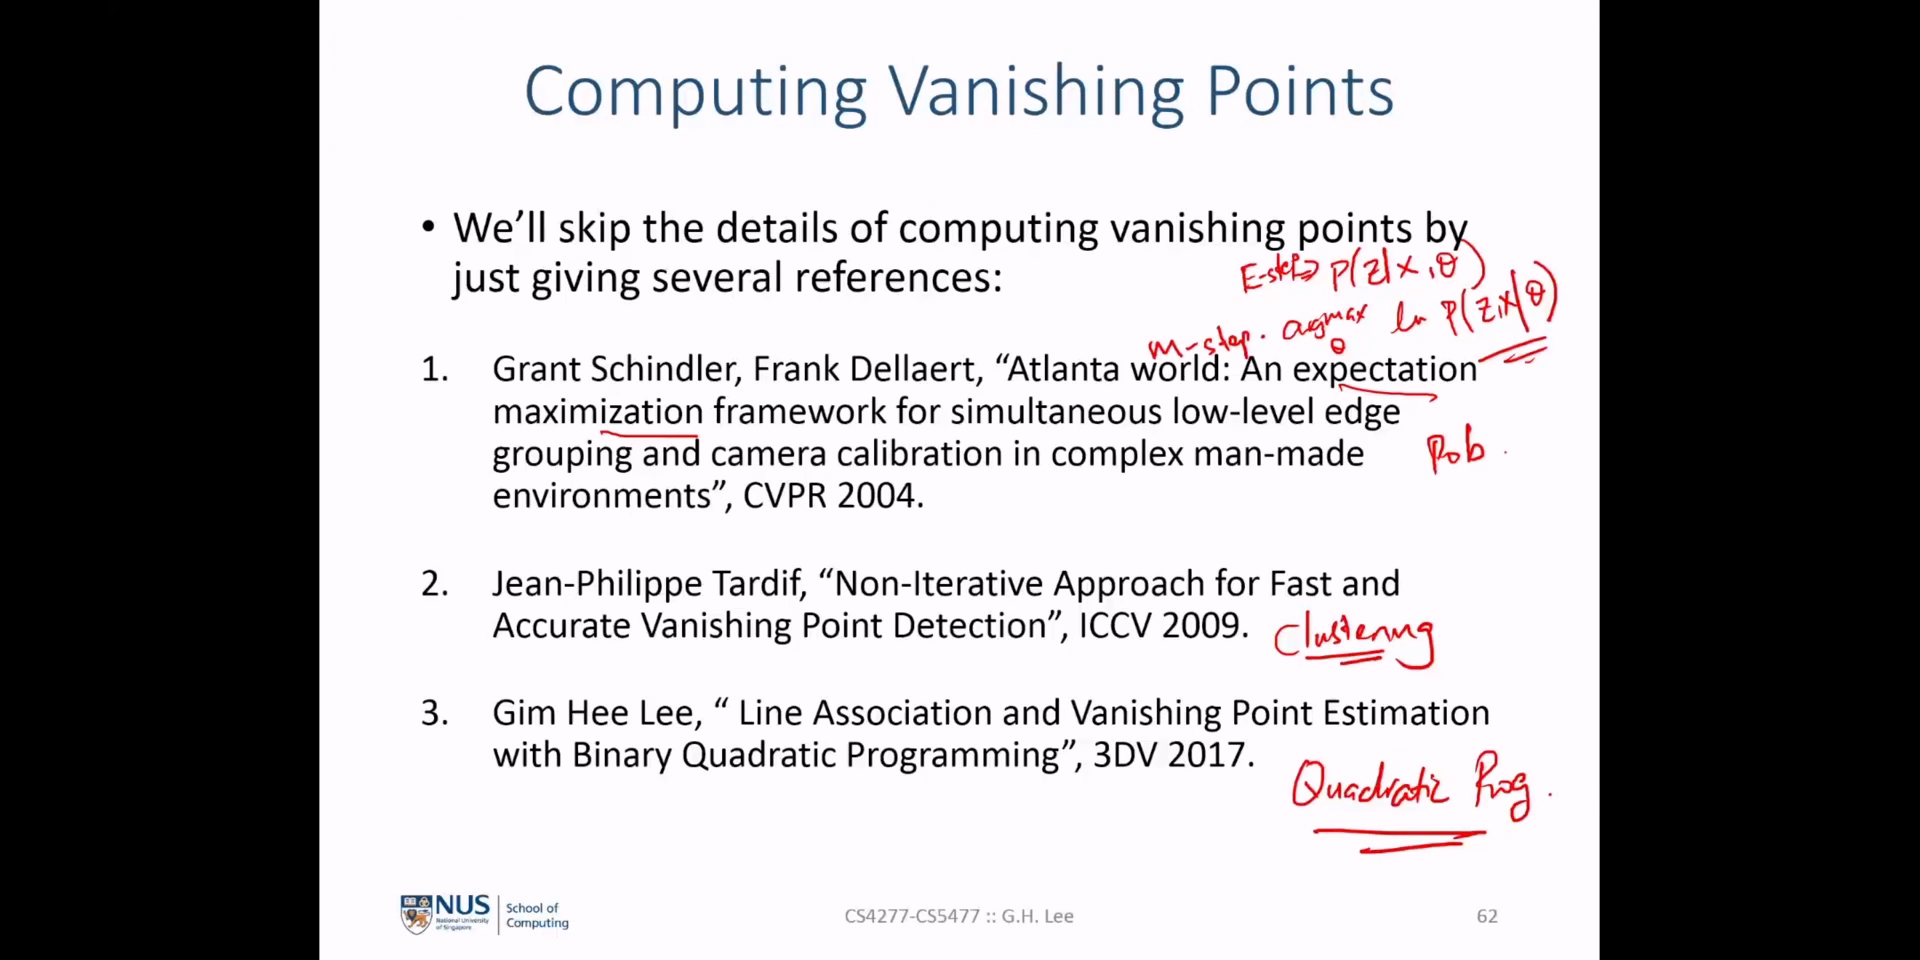 Computing Vanishing Points
• We’ll skip the details of computing vanishing points by
just giving several references:
E-step → P(Z|X,θ)
M-step. argmax ln P(Z,X|θ)
θ
1. Grant Schindler, Frank Dellaert, “Atlanta world: An expectation
maximization framework for simultaneous low-level edge
grouping and camera calibration in complex man-made
environments”, CVPR 2004.
Prob.
2. Jean-Philippe Tardif, “Non-Iterative Approach for Fast and
Accurate Vanishing Point Detection”, ICCV 2009.
Clustering
3. Gim Hee Lee, “ Line Association and Vanishing Point Estimation
with Binary Quadratic Programming”, 3DV 2017.
Quadratic Prog.
NUS
National University
of Singapore
School of
Computing
CS4277-CS5477 :: G.H. Lee
62